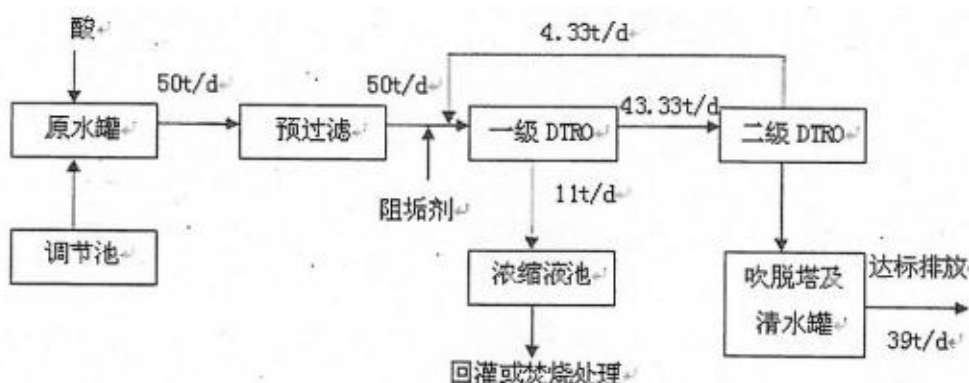 酸
4.33t/d
50t/d
50t/d
43.33t/d
原水罐
预过滤
一级 DTRO
二级 DTRO
阻垢剂
11t/d
调节池
浓缩液池
吹脱塔及
清水罐
达标排放
39t/d
回灌或焚烧处理